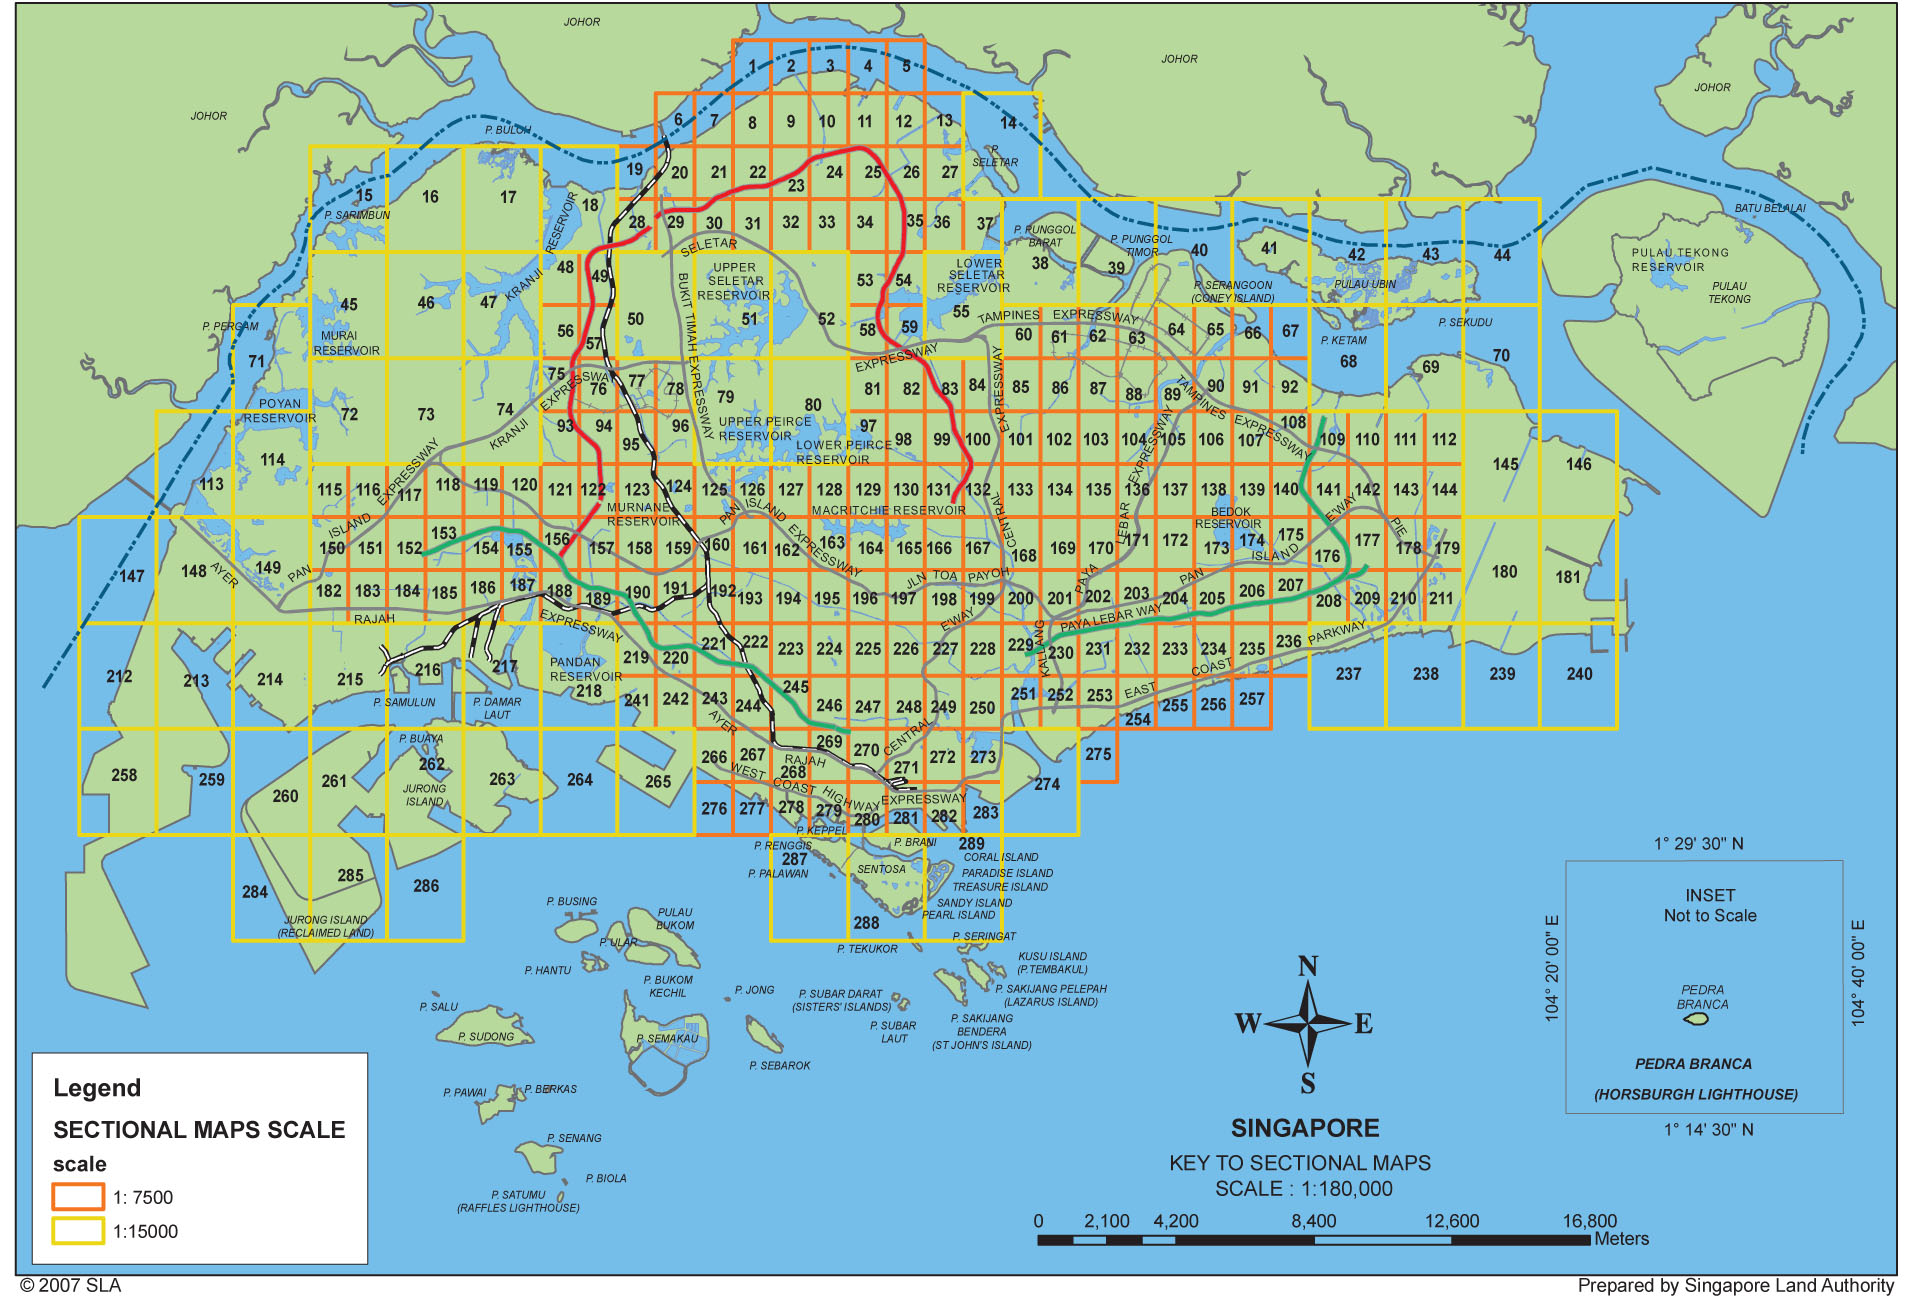 JOHOR
JOHOR
JOHOR
JOHOR
1 2 3 4 5
6 7 8 9 10 11 12 13 14
P. BULOH
P. SELETAR
15 16 17 18 19 20 21 22 23 24 25 26 27
P. SARIMBUN
KRANJI RESERVOIR
28 29 30 31 32 33 34 35 36 37
SELETAR
P. PUNGGOL BARAT
P. PUNGGOL TIMOR
38 39 40 41 42 43 44
BATU BELALAI
PULAU TEKONG
RESERVOIR
PULAU
TEKONG
45 46 47 48 49 50 51 52 53 54 55
UPPER
SELETAR
RESERVOIR
LOWER
SELETAR
RESERVOIR
P. SERANGOON
(CONEY ISLAND)
PULAU UBIN
P. SEKUDU
P. KETAM
P. PERGAM
MURAI
RESERVOIR
BUKIT TIMAH EXPRESSWAY
TAMPINES EXPRESSWAY
56 57 58 59 60 61 62 63 64 65 66 67 68 69 70
EXPRESSWAY
71 72 73 74 75 76 77 78 79 80 81 82 83 84 85 86 87 88 89 90 91 92
KRANJI EXPRESSWAY
POYAN
RESERVOIR
UPPER PEIRCE
RESERVOIR
LOWER PEIRCE
RESERVOIR
TAMPINES EXPRESSWAY
93 94 95 96 97 98 99 100 101 102 103 104 105 106 107 108 109 110 111 112
113 114 115 116 117 118 119 120 121 122 123 124 125 126 127 128 129 130 131 132 133 134 135 136 137 138 139 140 141 142 143 144 145 146
PAN ISLAND EXPRESSWAY
MURNANE
RESERVOIR
PAN ISLAND EXPRESSWAY
MACRITCHIE RESERVOIR
CENTRAL EXPRESSWAY
PAYA LEBAR EXPRESSWAY
BEDOK
RESERVOIR
E'WAY
PIE
147 148 149 150 151 152 153 154 155 156 157 158 159 160 161 162 163 164 165 166 167 168 169 170 171 172 173 174 175 176 177 178 179 180 181
JLN TOA PAYOH
PAN ISLAND
182 183 184 185 186 187 188 189 190 191 192 193 194 195 196 197 198 199 200 201 202 203 204 205 206 207 208 209 210 211
AYER RAJAH EXPRESSWAY
E'WAY
PAYA LEBAR WAY
KALLANG
EAST COAST PARKWAY
212 213 214 215 216 217 218 219 220 221 222 223 224 225 226 227 228 229 230 231 232 233 234 235 236 237 238 239 240
PANDAN
RESERVOIR
P. SAMULUN
P. DAMAR
LAUT
241 242 243 244 245 246 247 248 249 250 251 252 253 254 255 256 257
P. BUAYA
JURONG
ISLAND
258 259 260 261 262 263 264 265 266 267 268 269 270 271 272 273 274 275
AYER RAJAH EXPRESSWAY
CENTRAL
WEST COAST HIGHWAY
276 277 278 279 280 281 282 283
P. KEPPEL
P. RENGGIS
P. PALAWAN
P. BRANI
SENTOSA
284 285 286 287 288 289
JURONG ISLAND
(RECLAIMED LAND)
CORAL ISLAND
PARADISE ISLAND
TREASURE ISLAND
SANDY ISLAND
PEARL ISLAND
P. TEKUKOR
P. SERINGAT
KUSU ISLAND
(P.TEMBAKUL)
P. SAKIJANG PELEPAH
(LAZARUS ISLAND)
P. SAKIJANG
BENDERA
(ST JOHN'S ISLAND)
P. SUBAR DARAT
(SISTERS' ISLANDS)
P. SUBAR
LAUT
P. BUSING
PULAU
BUKOM
P. ULAR
P. HANTU
P. BUKOM
KECHIL
P. JONG
P. SALU
P. SUDONG
P. SEMAKAU
P. SEBAROK
P. PAWAI
P. BERKAS
P. SENANG
P. BIOLA
P. SATUMU
(RAFFLES LIGHTHOUSE)
1° 29' 30" N
INSET
Not to Scale
104° 20' 00" E
104° 40' 00" E
PEDRA
BRANCA
PEDRA BRANCA
(HORSBURGH LIGHTHOUSE)
1° 14' 30" N
N
W E
S
SINGAPORE
KEY TO SECTIONAL MAPS
SCALE : 1:180,000
0 2,100 4,200 8,400 12,600 16,800
Meters
Legend
SECTIONAL MAPS SCALE
scale
1: 7500
1:15000
© 2007 SLA
Prepared by Singapore Land Authority